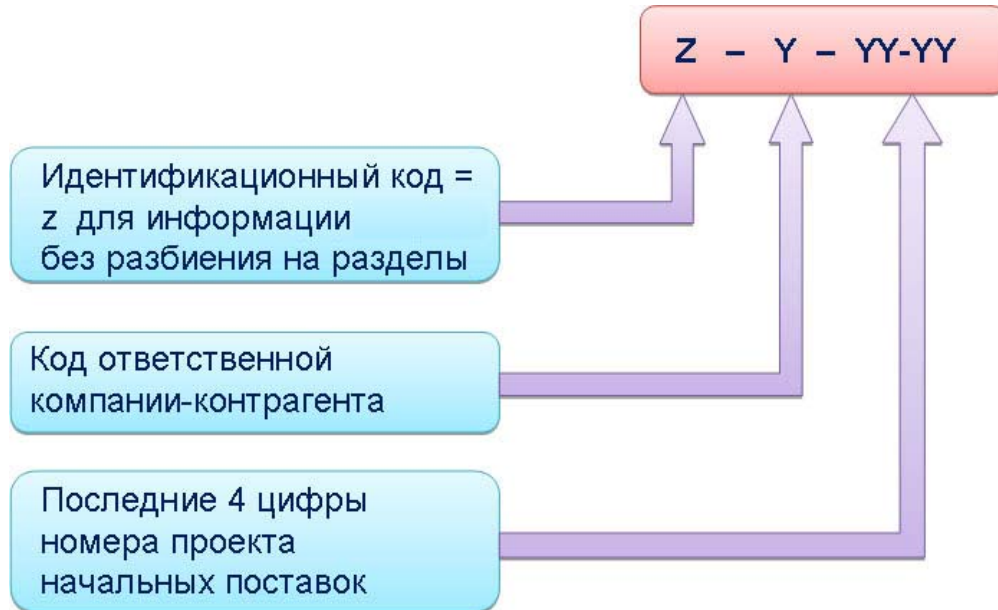 Z – Y – YY-YY
Идентификационный код =
z для информации
без разбиения на разделы
Код ответственной
компании-контрагента
Последние 4 цифры
номера проекта
начальных поставок